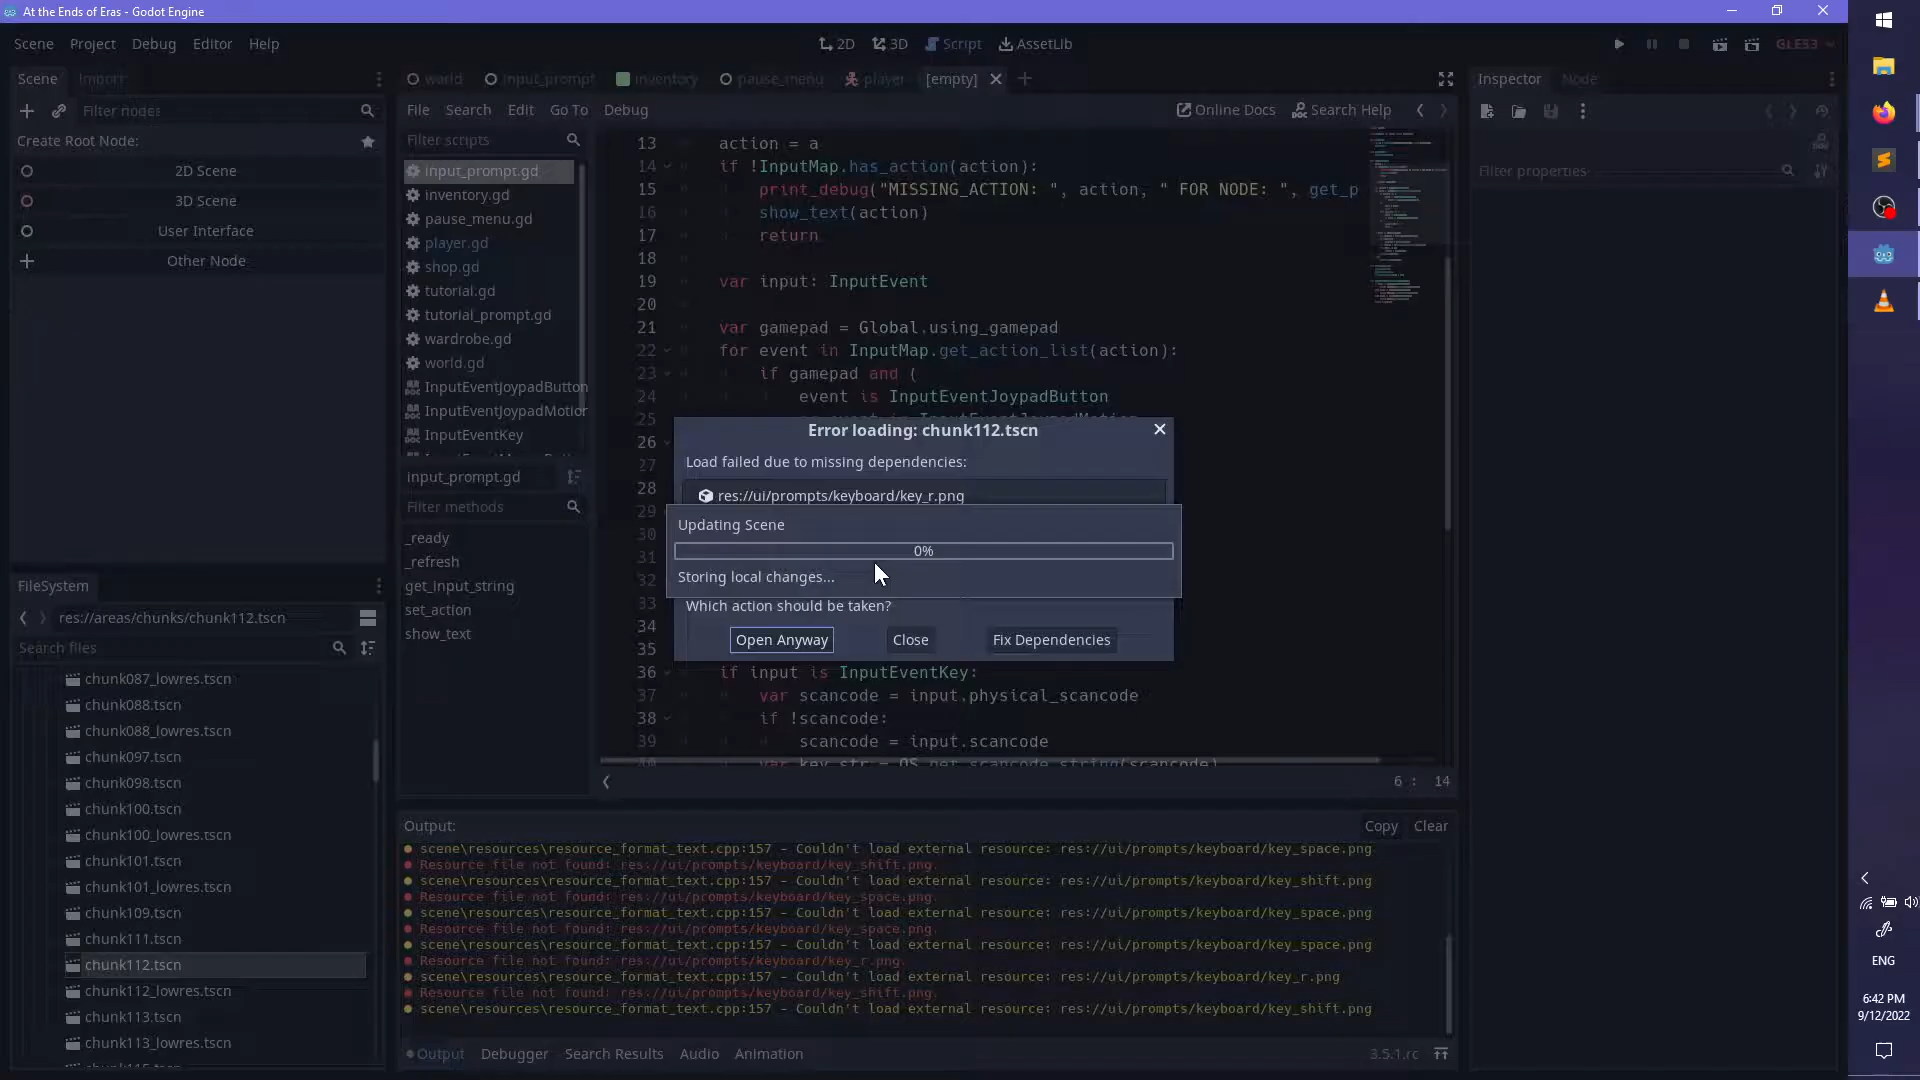 At the Ends of Eras - Godot Engine
Scene Project Debug Editor Help
2D 3D Script AssetLib
GLES3
Scene Import
world input_prompt inventory pause_menu player [empty]
Inspector Node
Filter nodes
File Search Edit Go To Debug
Online Docs Search Help
Create Root Node:
2D Scene
3D Scene
User Interface
Other Node
Filter scripts
input_prompt.gd
inventory.gd
pause_menu.gd
player.gd
shop.gd
tutorial.gd
tutorial_prompt.gd
wardrobe.gd
world.gd
InputEventJoypadButton
InputEventJoypadMotion
InputEventKey
input_prompt.gd
Filter methods
_ready
_refresh
get_input_string
set_action
show_text
13 action = a
14 if !InputMap.has_action(action):
15 print_debug("MISSING_ACTION: ", action, " FOR NODE: ", get_p
16 show_text(action)
17 return
18
19 var input: InputEvent
20
21 var gamepad = Global.using_gamepad
22 for event in InputMap.get_action_list(action):
23 if gamepad and (
24 event is InputEventJoypadButton
25
26
27
28
29
30
31
32
33
34
35
36 if input is InputEventKey:
37 var scancode = input.physical_scancode
38 if !scancode:
39 scancode = input.scancode
40 var key_str = OS.get_scancode_string(scancode)
Error loading: chunk112.tscn
Load failed due to missing dependencies:
res://ui/prompts/keyboard/key_r.png
Updating Scene
0%
Storing local changes...
Which action should be taken?
Open Anyway Close Fix Dependencies
6 : 14
Filter properties
FileSystem
res://areas/chunks/chunk112.tscn
Search files
chunk087_lowres.tscn
chunk088.tscn
chunk088_lowres.tscn
chunk097.tscn
chunk098.tscn
chunk100.tscn
chunk100_lowres.tscn
chunk101.tscn
chunk101_lowres.tscn
chunk109.tscn
chunk111.tscn
chunk112.tscn
chunk112_lowres.tscn
chunk113.tscn
chunk113_lowres.tscn
Output: Copy Clear
scene\resources\resource_format_text.cpp:157 - Couldn't load external resource: res://ui/prompts/keyboard/key_space.png
Resource file not found: res://ui/prompts/keyboard/key_shift.png.
scene\resources\resource_format_text.cpp:157 - Couldn't load external resource: res://ui/prompts/keyboard/key_shift.png
Resource file not found: res://ui/prompts/keyboard/key_space.png.
scene\resources\resource_format_text.cpp:157 - Couldn't load external resource: res://ui/prompts/keyboard/key_space.png
Resource file not found: res://ui/prompts/keyboard/key_space.png.
scene\resources\resource_format_text.cpp:157 - Couldn't load external resource: res://ui/prompts/keyboard/key_space.png
Resource file not found: res://ui/prompts/keyboard/key_r.png.
scene\resources\resource_format_text.cpp:157 - Couldn't load external resource: res://ui/prompts/keyboard/key_r.png
Resource file not found: res://ui/prompts/keyboard/key_shift.png.
scene\resources\resource_format_text.cpp:157 - Couldn't load external resource: res://ui/prompts/keyboard/key_shift.png
Output Debugger Search Results Audio Animation
3.5.1.rc
ENG
6:42 PM
9/12/2022